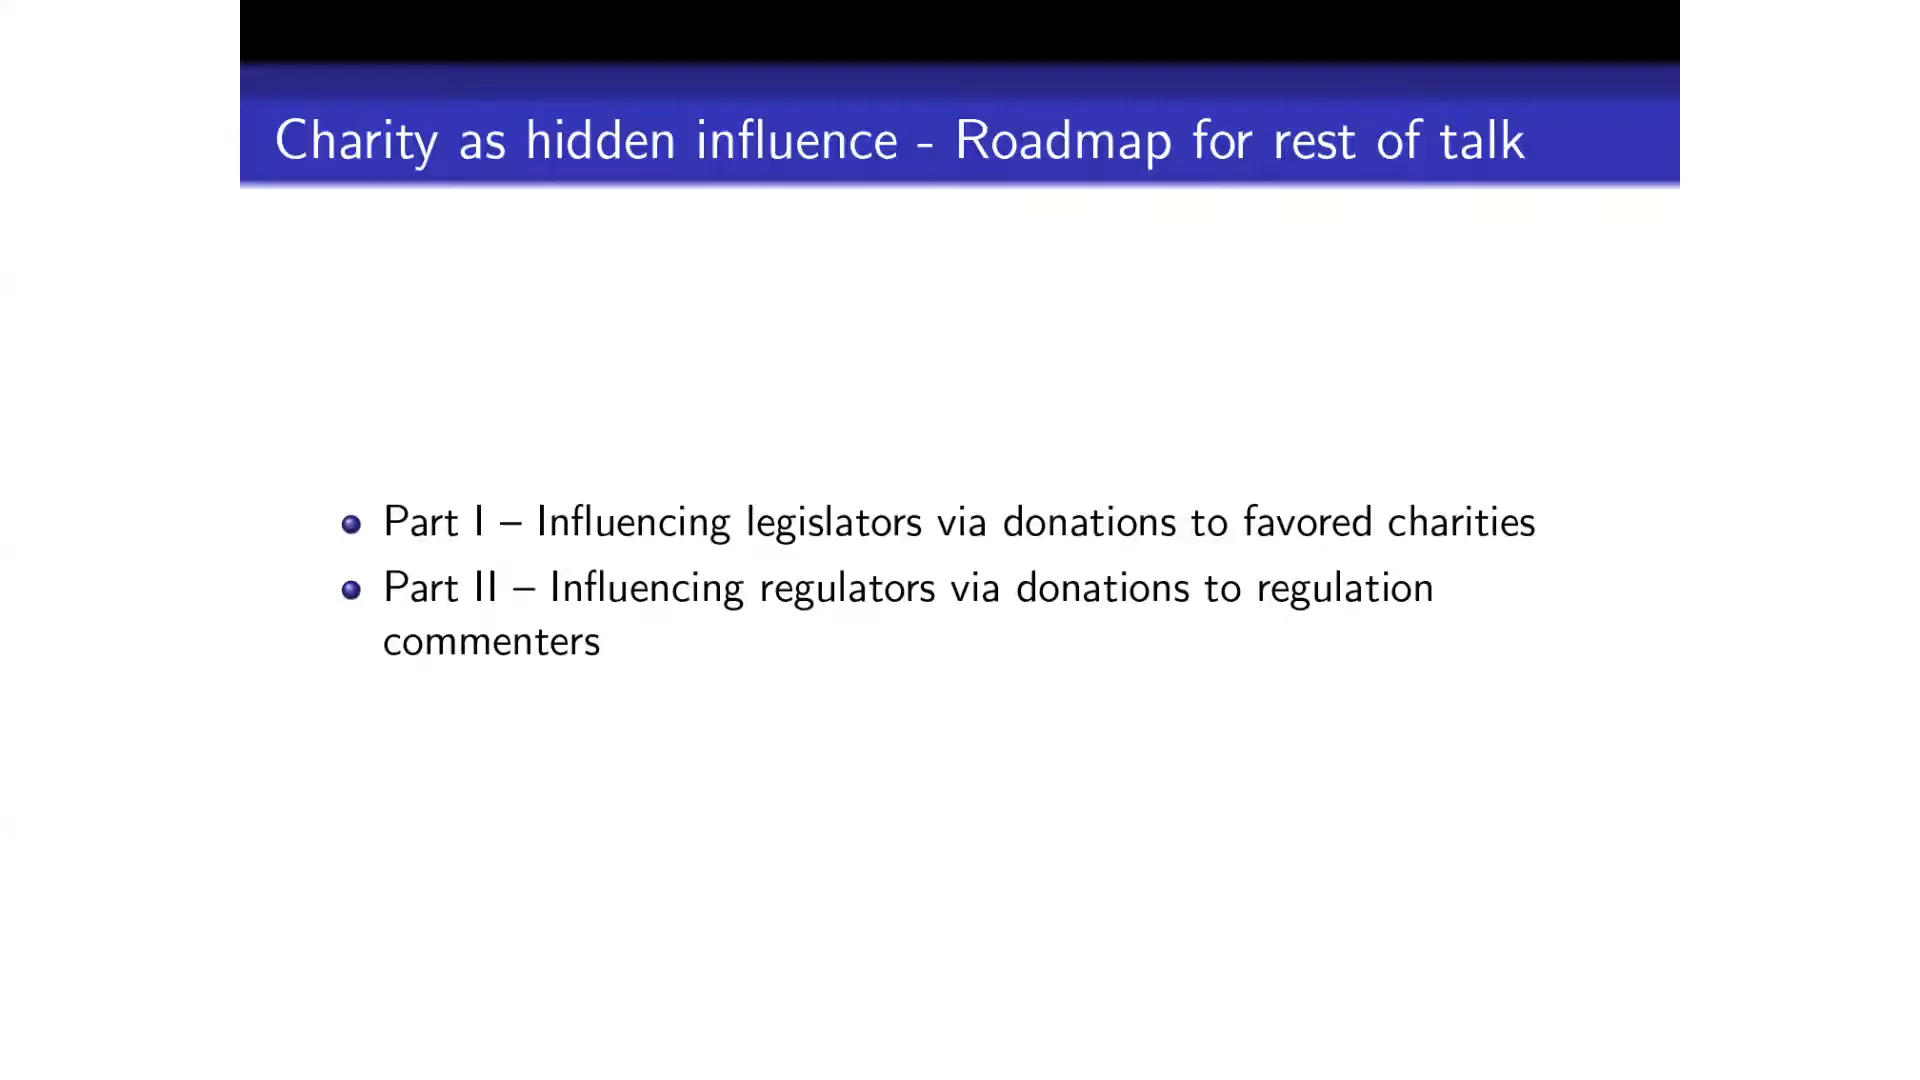 Charity as hidden influence - Roadmap for rest of talk
Part I – Influencing legislators via donations to favored charities
Part II – Influencing regulators via donations to regulation
commenters